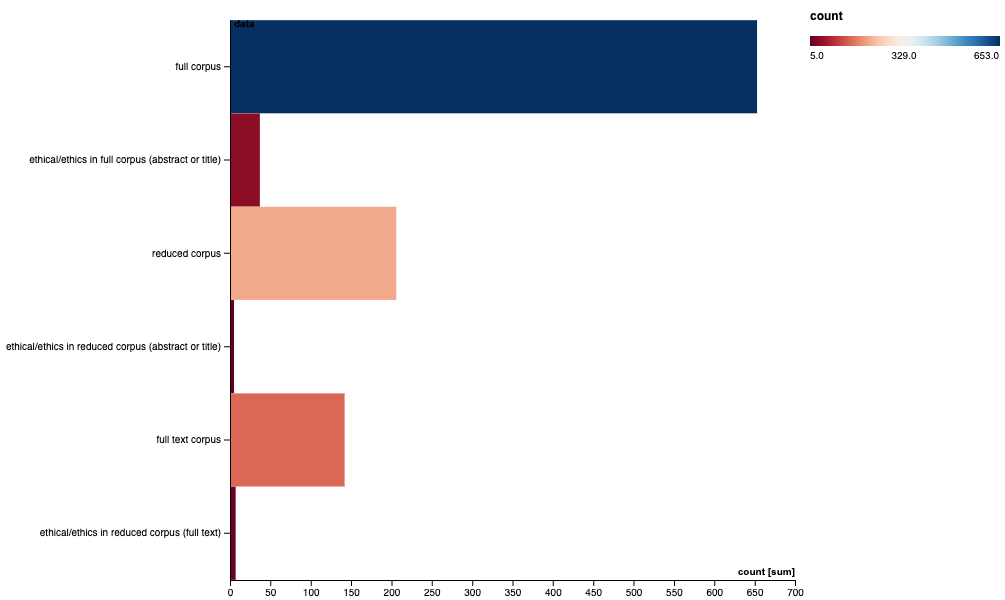 data
full corpus
ethical/ethics in full corpus (abstract or title)
reduced corpus
ethical/ethics in reduced corpus (abstract or title)
full text corpus
ethical/ethics in reduced corpus (full text)
count [sum]
0 50 100 150 200 250 300 350 400 450 500 550 600 650 700
count
5.0 329.0 653.0